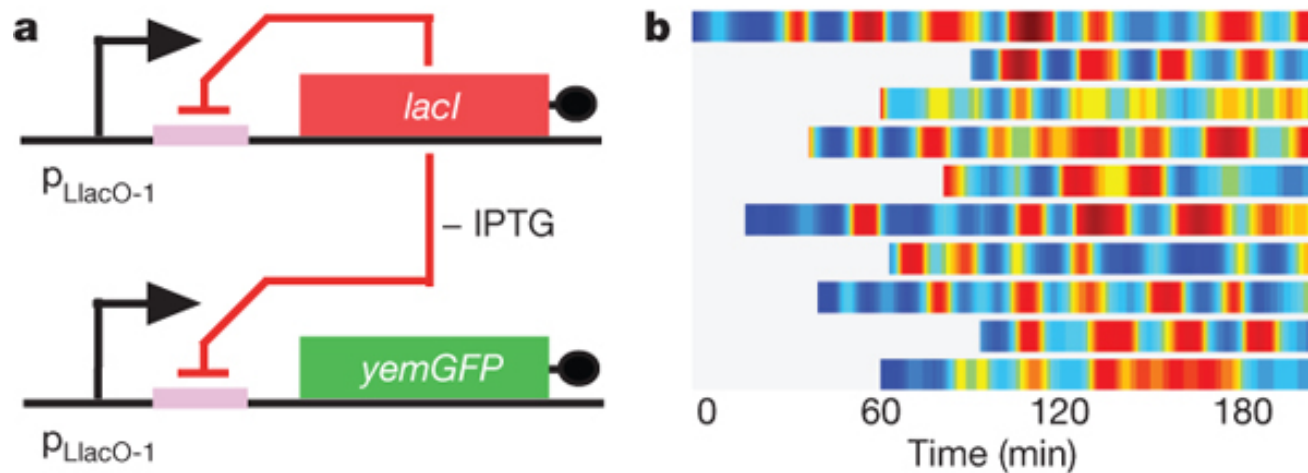 a
lacI
pLlacO-1
– IPTG
yemGFP
pLlacO-1
b
0 60 120 180
Time (min)